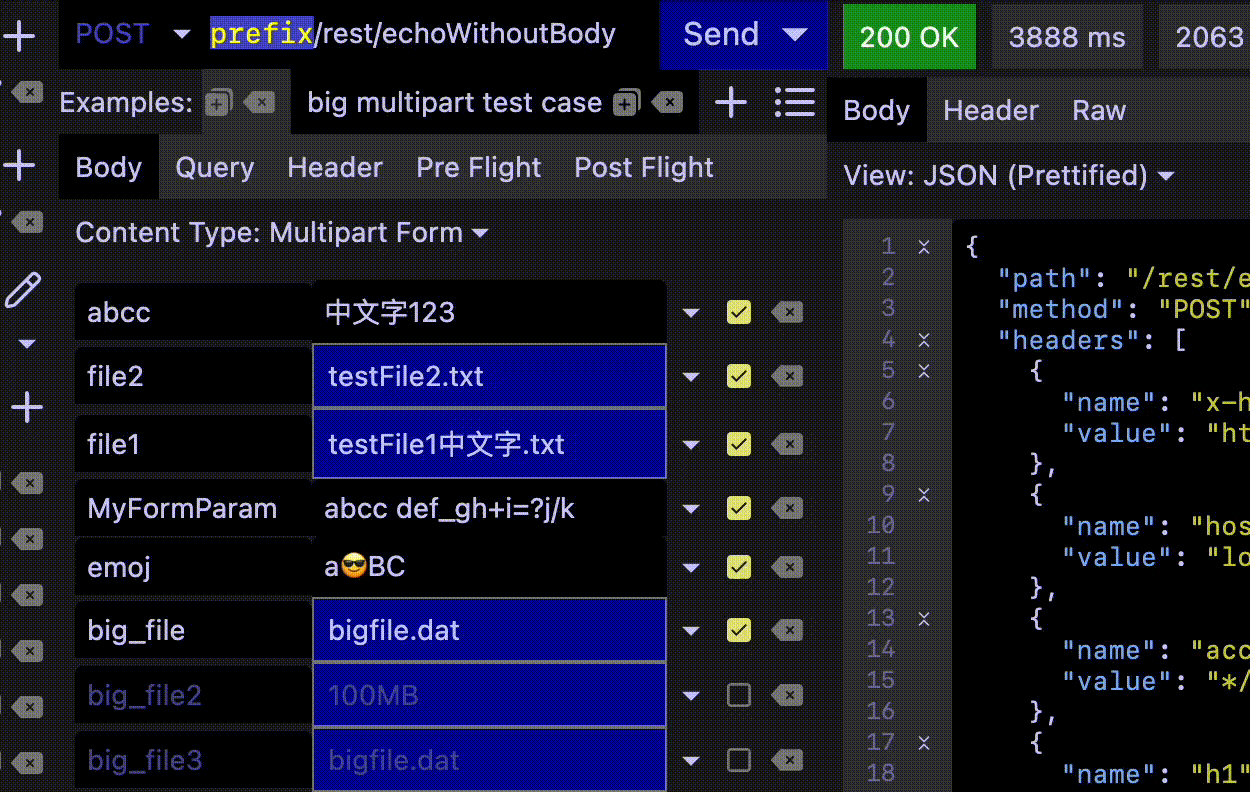 POST prefix/rest/echoWithoutBody Send 200 OK 3888 ms 2063
Examples: big multipart test case
Body Query Header Pre Flight Post Flight
Content Type: Multipart Form
abcc 中文字123
file2 testFile2.txt
file1 testFile1中文字.txt
MyFormParam abcc def_gh+i=?j/k
emoj a😎BC
big_file bigfile.dat
big_file2 100MB
big_file3 bigfile.dat
Body Header Raw
View: JSON (Prettified)
1 {
2 "path": "/rest/e
3 "method": "POST"
4 "headers": [
5 {
6 "name": "x-h
7 "value": "ht
8 },
9 {
10 "name": "hos
11 "value": "lo
12 },
13 {
14 "name": "acc
15 "value": "*/
16 },
17 {
18 "name": "h1"